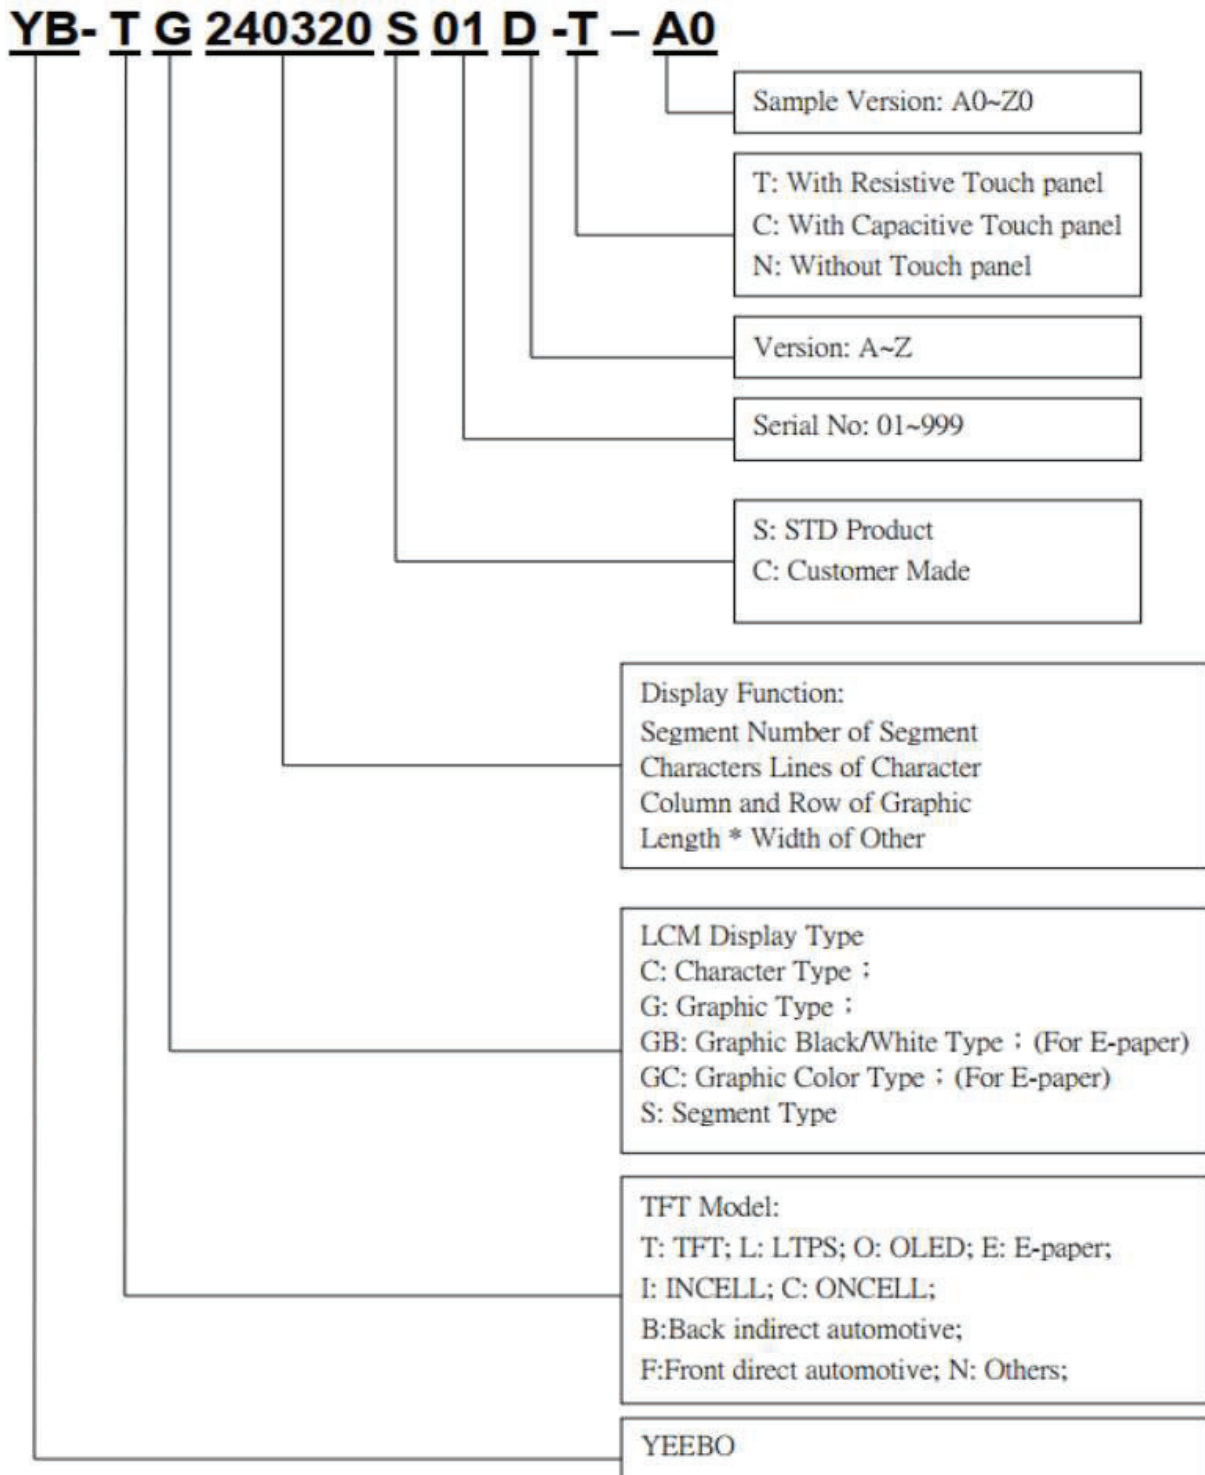 YB- T G 240320 S 01 D -T – A0
Sample Version: A0~Z0
T: With Resistive Touch panel
C: With Capacitive Touch panel
N: Without Touch panel
Version: A~Z
Serial No: 01~999
S: STD Product
C: Customer Made
Display Function:
Segment Number of Segment
Characters Lines of Character
Column and Row of Graphic
Length * Width of Other
LCM Display Type
C: Character Type；
G: Graphic Type；
GB: Graphic Black/White Type；(For E-paper)
GC: Graphic Color Type；(For E-paper)
S: Segment Type
TFT Model:
T: TFT; L: LTPS; O: OLED; E: E-paper;
I: INCELL; C: ONCELL;
B:Back indirect automotive;
F:Front direct automotive; N: Others;
YEEBO